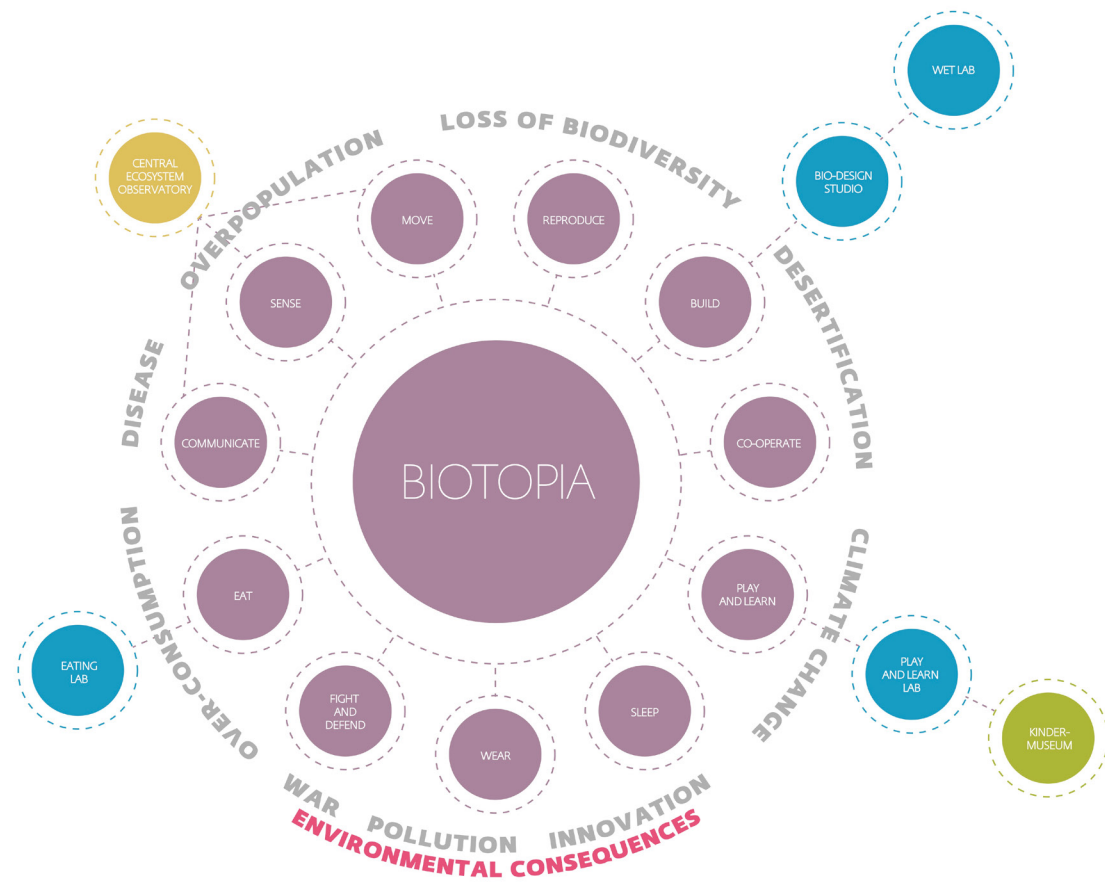 WET LAB
LOSS OF BIODIVERSITY
OVERPOPULATION
CENTRAL
ECOSYSTEM
OBSERVATORY
BIO-DESIGN
STUDIO
MOVE
REPRODUCE
SENSE
BUILD
DESERTIFICATION
DISEASE
COMMUNICATE
CO-OPERATE
BIOTOPIA
OVER-CONSUMPTION
EAT
PLAY
AND LEARN
CLIMATE CHANGE
EATING
LAB
PLAY
AND LEARN
LAB
FIGHT
AND
DEFEND
SLEEP
WEAR
KINDER-
MUSEUM
WAR
POLLUTION
INNOVATION
ENVIRONMENTAL CONSEQUENCES